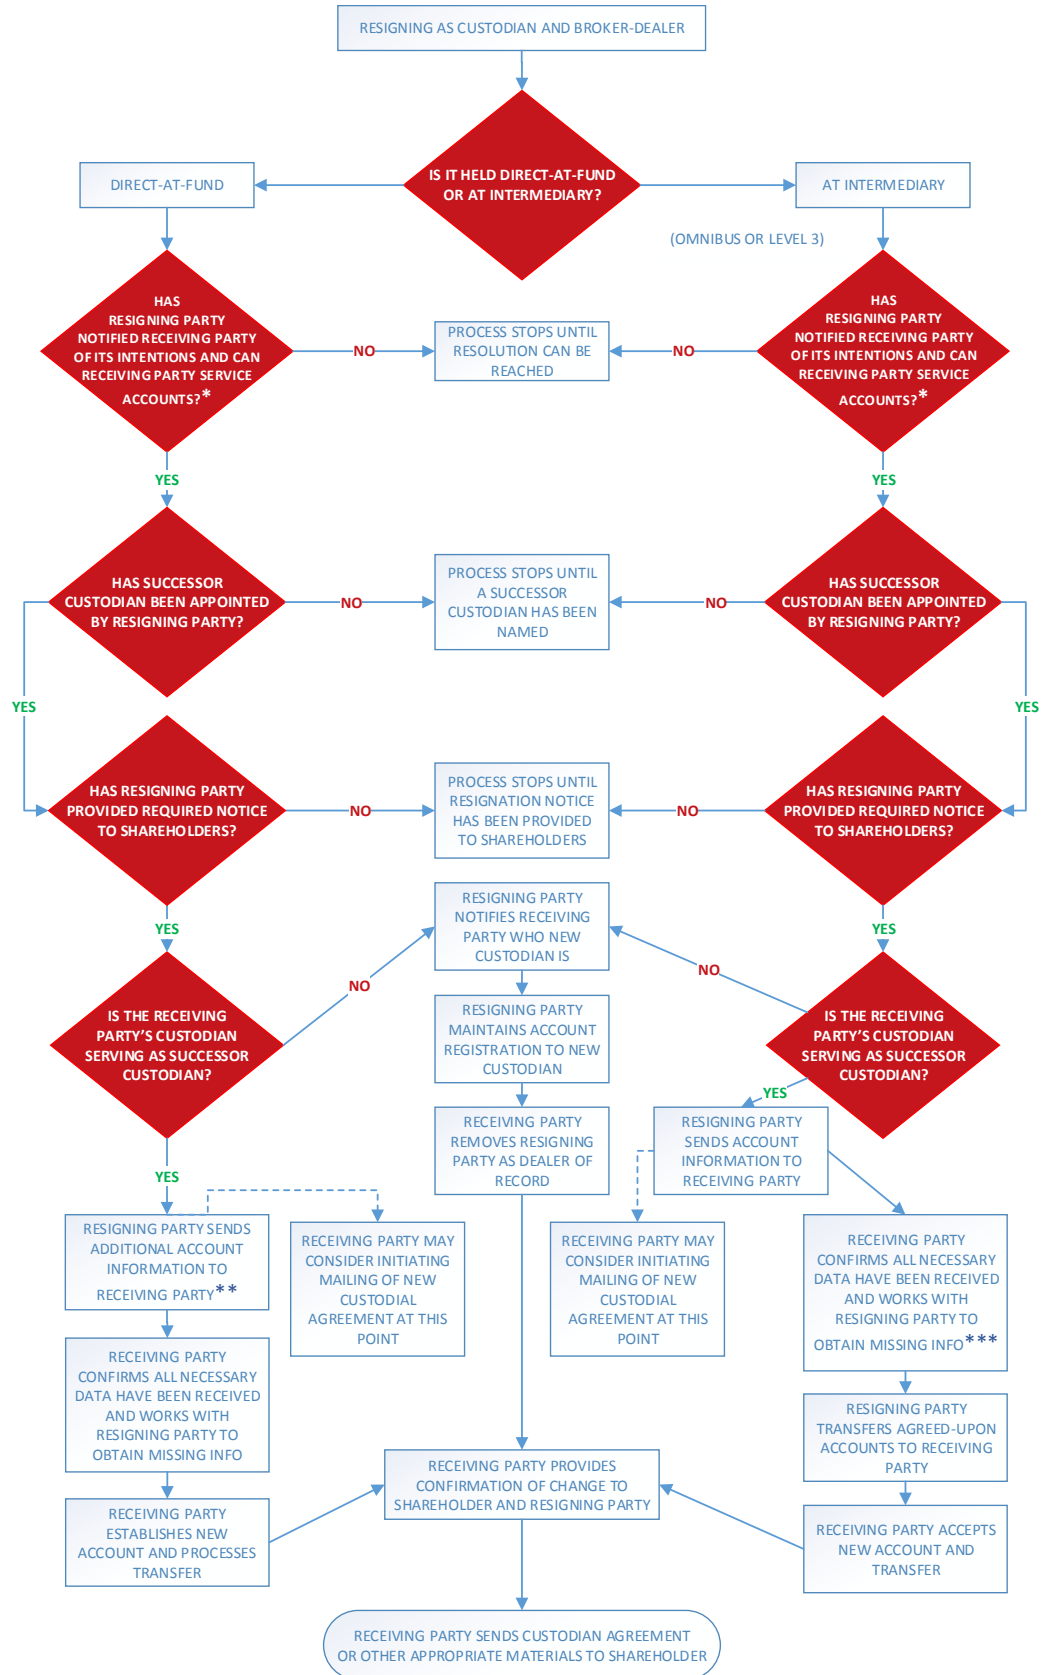 RESIGNING AS CUSTODIAN AND BROKER-DEALER
IS IT HELD DIRECT-AT-FUND
OR AT INTERMEDIARY?
DIRECT-AT-FUND
AT INTERMEDIARY
(OMNIBUS OR LEVEL 3)
HAS
RESIGNING PARTY
NOTIFIED RECEIVING PARTY
OF ITS INTENTIONS AND CAN
RECEIVING PARTY SERVICE
ACCOUNTS?*
NO
PROCESS STOPS UNTIL
RESOLUTION CAN BE
REACHED
NO
HAS
RESIGNING PARTY
NOTIFIED RECEIVING PARTY
OF ITS INTENTIONS AND CAN
RECEIVING PARTY SERVICE
ACCOUNTS?*
YES
YES
HAS SUCCESSOR
CUSTODIAN BEEN APPOINTED
BY RESIGNING PARTY?
NO
PROCESS STOPS UNTIL
A SUCCESSOR
CUSTODIAN HAS BEEN
NAMED
NO
HAS SUCCESSOR
CUSTODIAN BEEN APPOINTED
BY RESIGNING PARTY?
YES
YES
HAS RESIGNING PARTY
PROVIDED REQUIRED NOTICE
TO SHAREHOLDERS?
NO
PROCESS STOPS UNTIL
RESIGNATION NOTICE
HAS BEEN PROVIDED
TO SHAREHOLDERS
NO
HAS RESIGNING PARTY
PROVIDED REQUIRED NOTICE
TO SHAREHOLDERS?
YES
YES
RESIGNING PARTY
NOTIFIES RECEIVING
PARTY WHO NEW
CUSTODIAN IS
NO
NO
IS THE RECEIVING
PARTY'S CUSTODIAN
SERVING AS SUCCESSOR
CUSTODIAN?
RESIGNING PARTY
MAINTAINS ACCOUNT
REGISTRATION TO NEW
CUSTODIAN
IS THE RECEIVING
PARTY'S CUSTODIAN
SERVING AS SUCCESSOR
CUSTODIAN?
YES
RECEIVING PARTY
REMOVES RESIGNING
PARTY AS DEALER OF
RECORD
RESIGNING PARTY
SENDS ACCOUNT
INFORMATION TO
RECEIVING PARTY
YES
RESIGNING PARTY SENDS
ADDITIONAL ACCOUNT
INFORMATION TO
RECEIVING PARTY**
RECEIVING PARTY MAY
CONSIDER INITIATING
MAILING OF NEW
CUSTODIAL
AGREEMENT AT THIS
POINT
RECEIVING PARTY MAY
CONSIDER INITIATING
MAILING OF NEW
CUSTODIAL
AGREEMENT AT THIS
POINT
RECEIVING PARTY
CONFIRMS ALL NECESSARY
DATA HAVE BEEN RECEIVED
AND WORKS WITH
RESIGNING PARTY TO
OBTAIN MISSING INFO***
RECEIVING PARTY
CONFIRMS ALL NECESSARY
DATA HAVE BEEN RECEIVED
AND WORKS WITH
RESIGNING PARTY TO
OBTAIN MISSING INFO
RESIGNING PARTY
TRANSFERS AGREED-UPON
ACCOUNTS TO RECEIVING
PARTY
RECEIVING PARTY PROVIDES
CONFIRMATION OF CHANGE TO
SHAREHOLDER AND RESIGNING PARTY
RECEIVING PARTY
ESTABLISHES NEW
ACCOUNT AND PROCESSES
TRANSFER
RECEIVING PARTY ACCEPTS
NEW ACCOUNT AND
TRANSFER
RECEIVING PARTY SENDS CUSTODIAN AGREEMENT
OR OTHER APPROPRIATE MATERIALS TO SHAREHOLDER